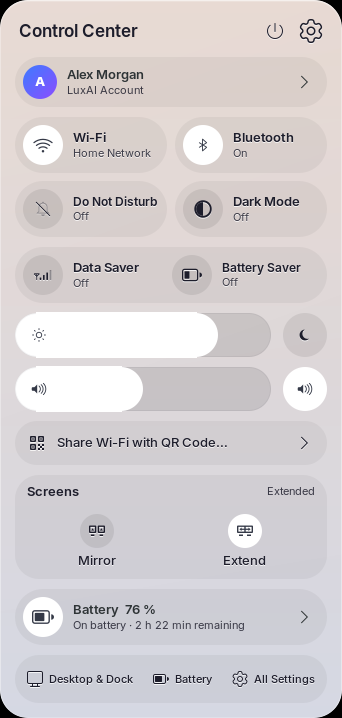 Control Center
A
Alex Morgan
LuxAI Account
Wi-Fi
Home Network
Bluetooth
On
Do Not Disturb
Off
Dark Mode
Off
Data Saver
Off
Battery Saver
Off
Share Wi-Fi with QR Code...
Screens
Extended
Mirror
Extend
Battery 76 %
On battery · 2 h 22 min remaining
Desktop & Dock
Battery
All Settings